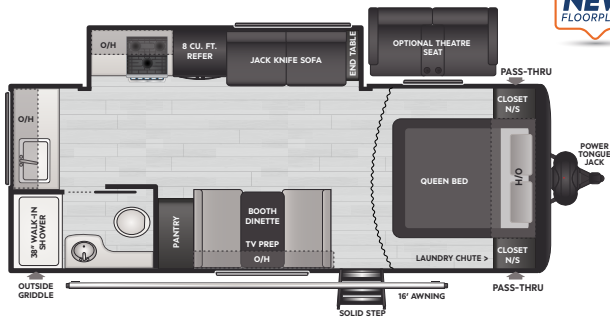 NEW
FLOORPL
O/H
8 CU. FT.
REFER
JACK KNIFE SOFA
END TABLE
OPTIONAL THEATRE
SEAT
PASS-THRU
CLOSET
N/S
O/H
QUEEN BED
O/H
POWER
TONGUE
JACK
38" WALK-IN
SHOWER
PANTRY
BOOTH
DINETTE
TV PREP
O/H
LAUNDRY CHUTE >
CLOSET
N/S
PASS-THRU
OUTSIDE
GRIDDLE
16' AWNING
SOLID STEP